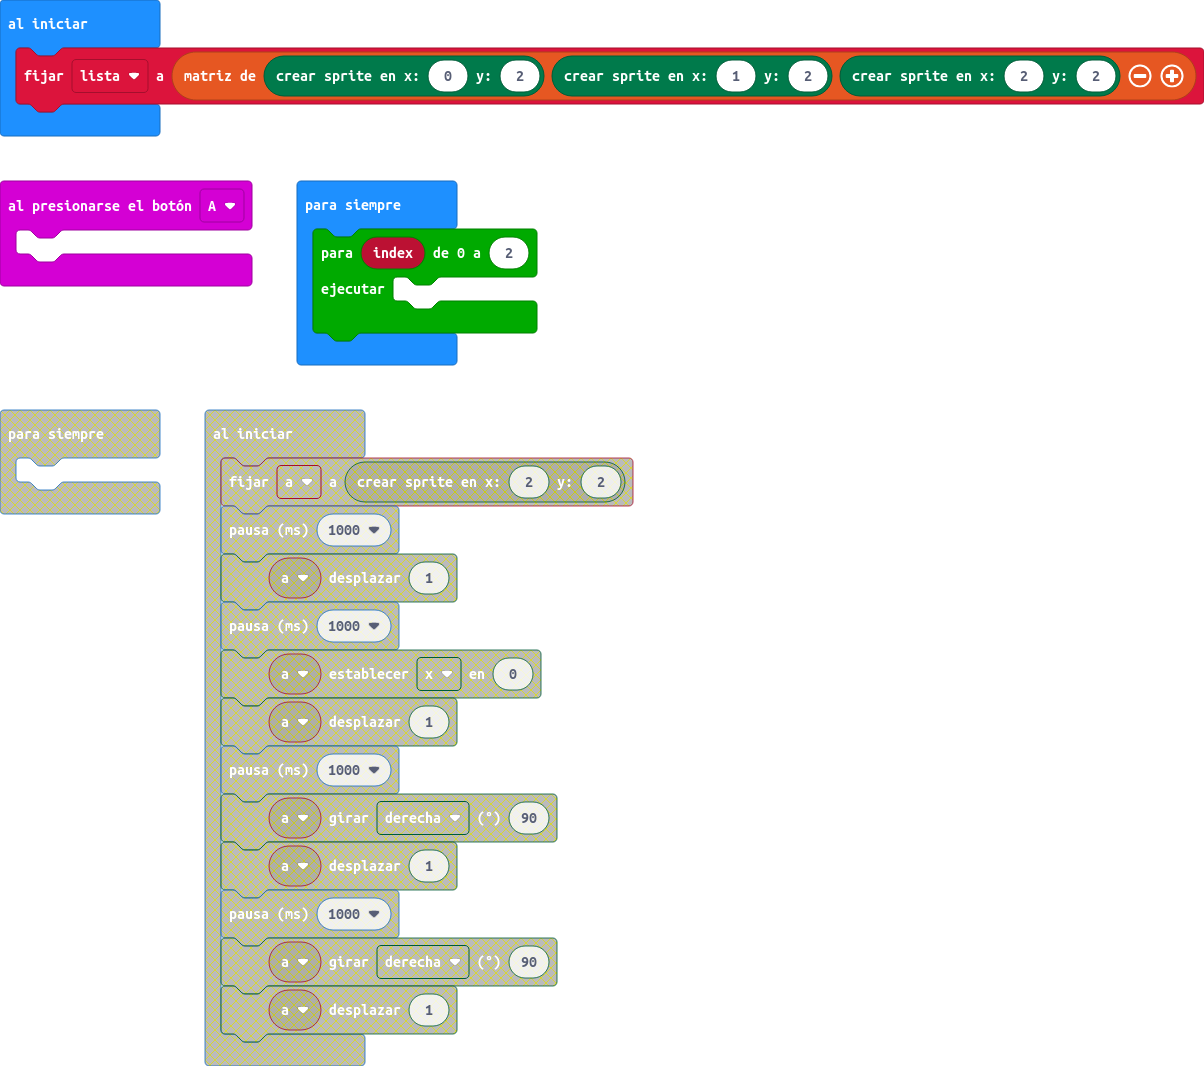 al iniciar
fijar lista a matriz de crear sprite en x: 0 y: 2 crear sprite en x: 1 y: 2 crear sprite en x: 2 y: 2
al presionarse el botón A
para siempre
para index de 0 a 2
ejecutar
para siempre
al iniciar
fijar a a crear sprite en x: 2 y: 2
pausa (ms) 1000
a desplazar 1
pausa (ms) 1000
a establecer x en 0
a desplazar 1
pausa (ms) 1000
a girar derecha (°) 90
a desplazar 1
pausa (ms) 1000
a girar derecha (°) 90
a desplazar 1